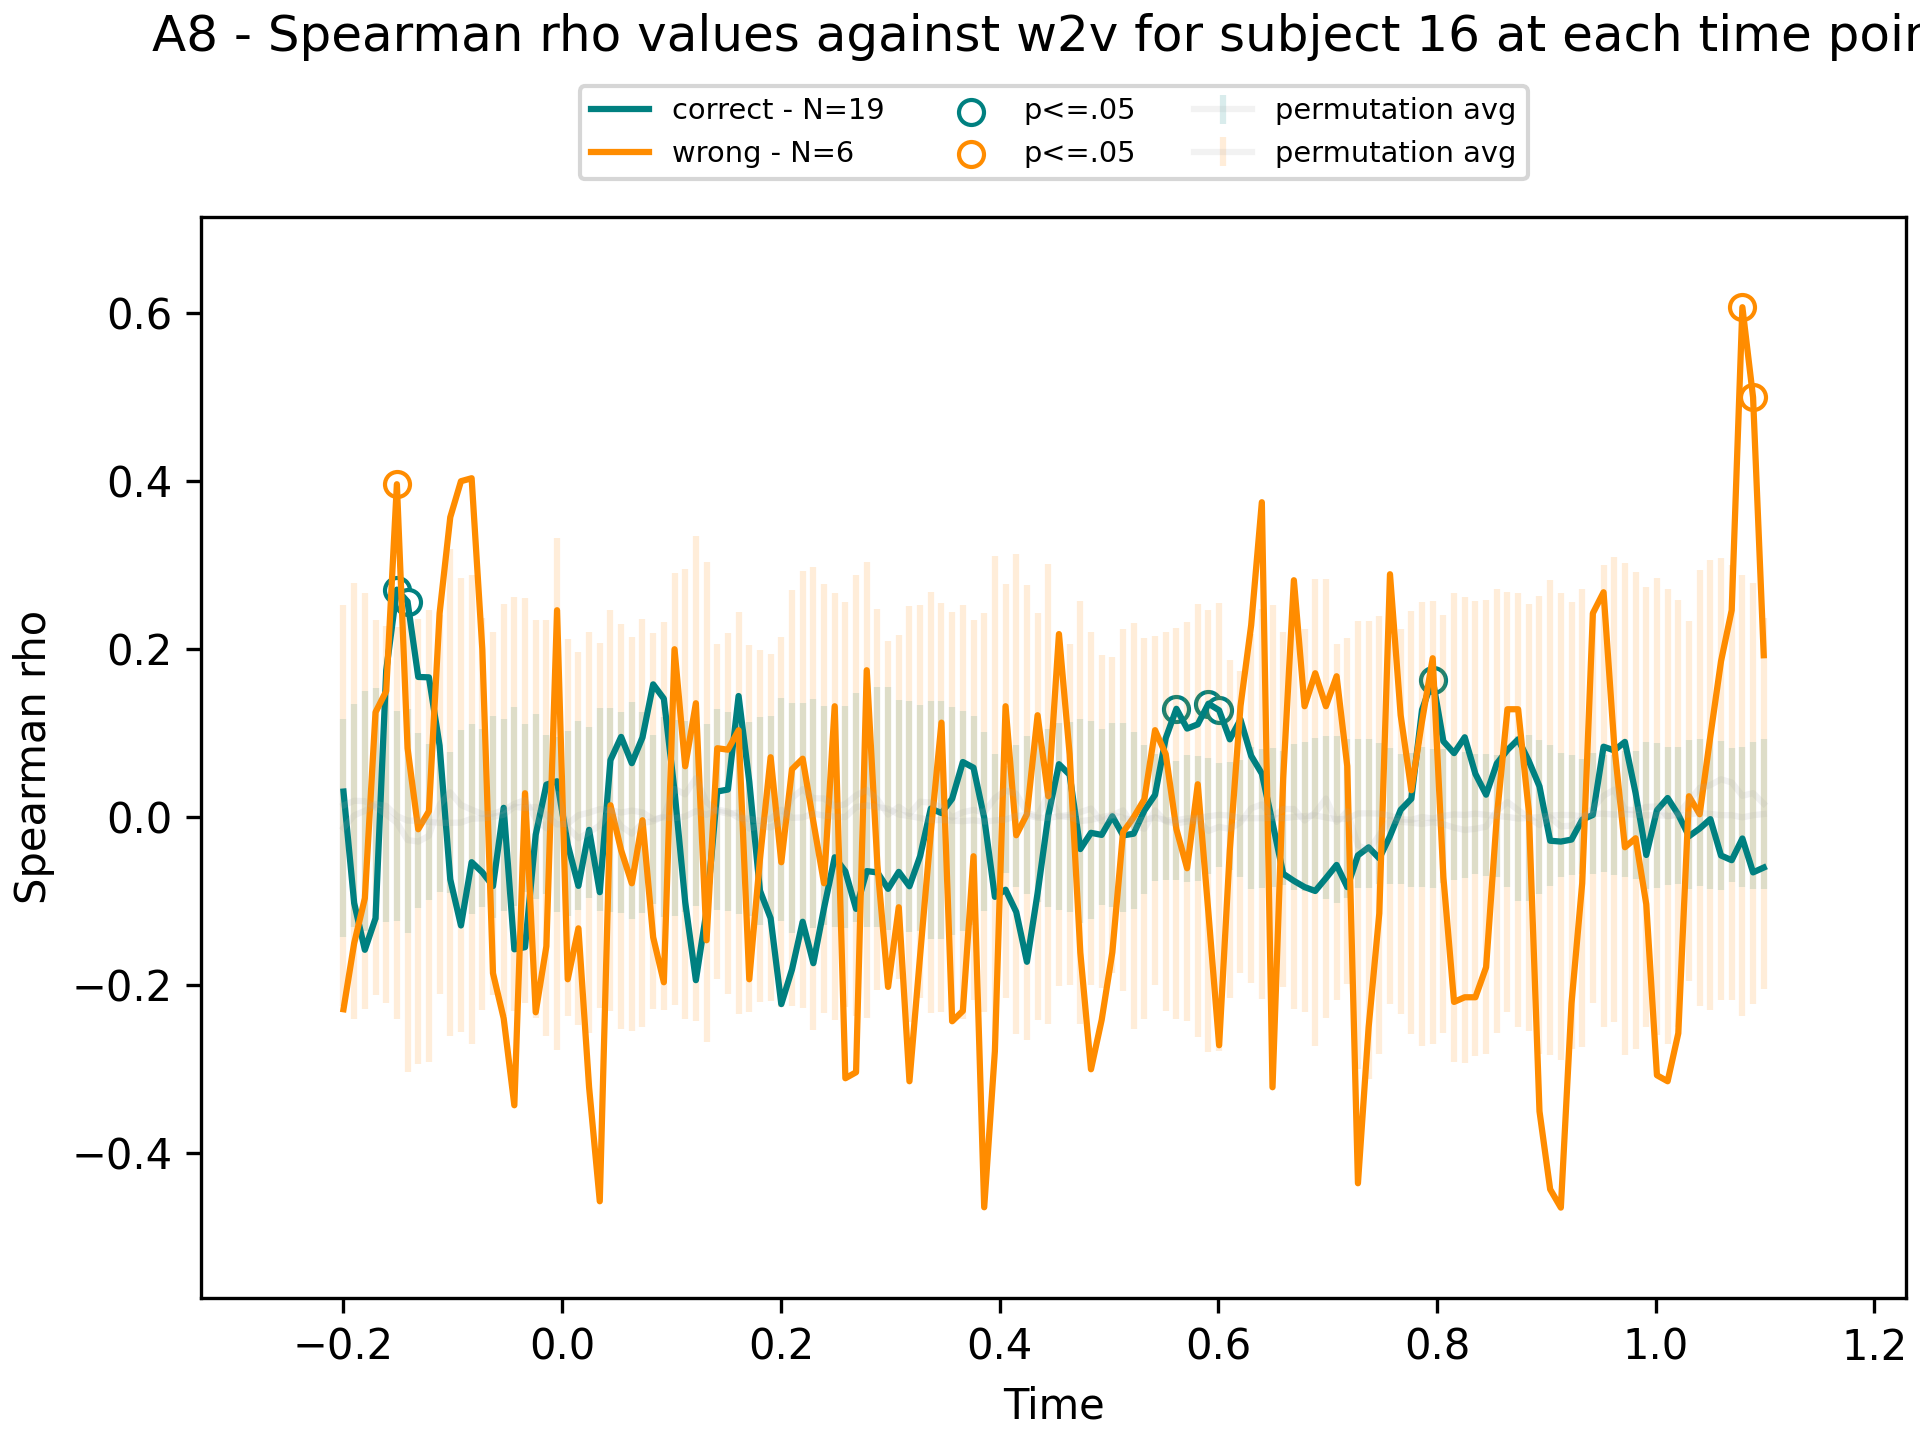 A8 - Spearman rho values against w2v for subject 16 at each time
correct - N=19
wrong - N=6
p<=.05
p<=.05
permutation avg
permutation avg
Spearman rho
0.6
0.4
0.2
0.0
−0.2
−0.4
−0.2 0.0 0.2 0.4 0.6 0.8 1.0 1.2
Time